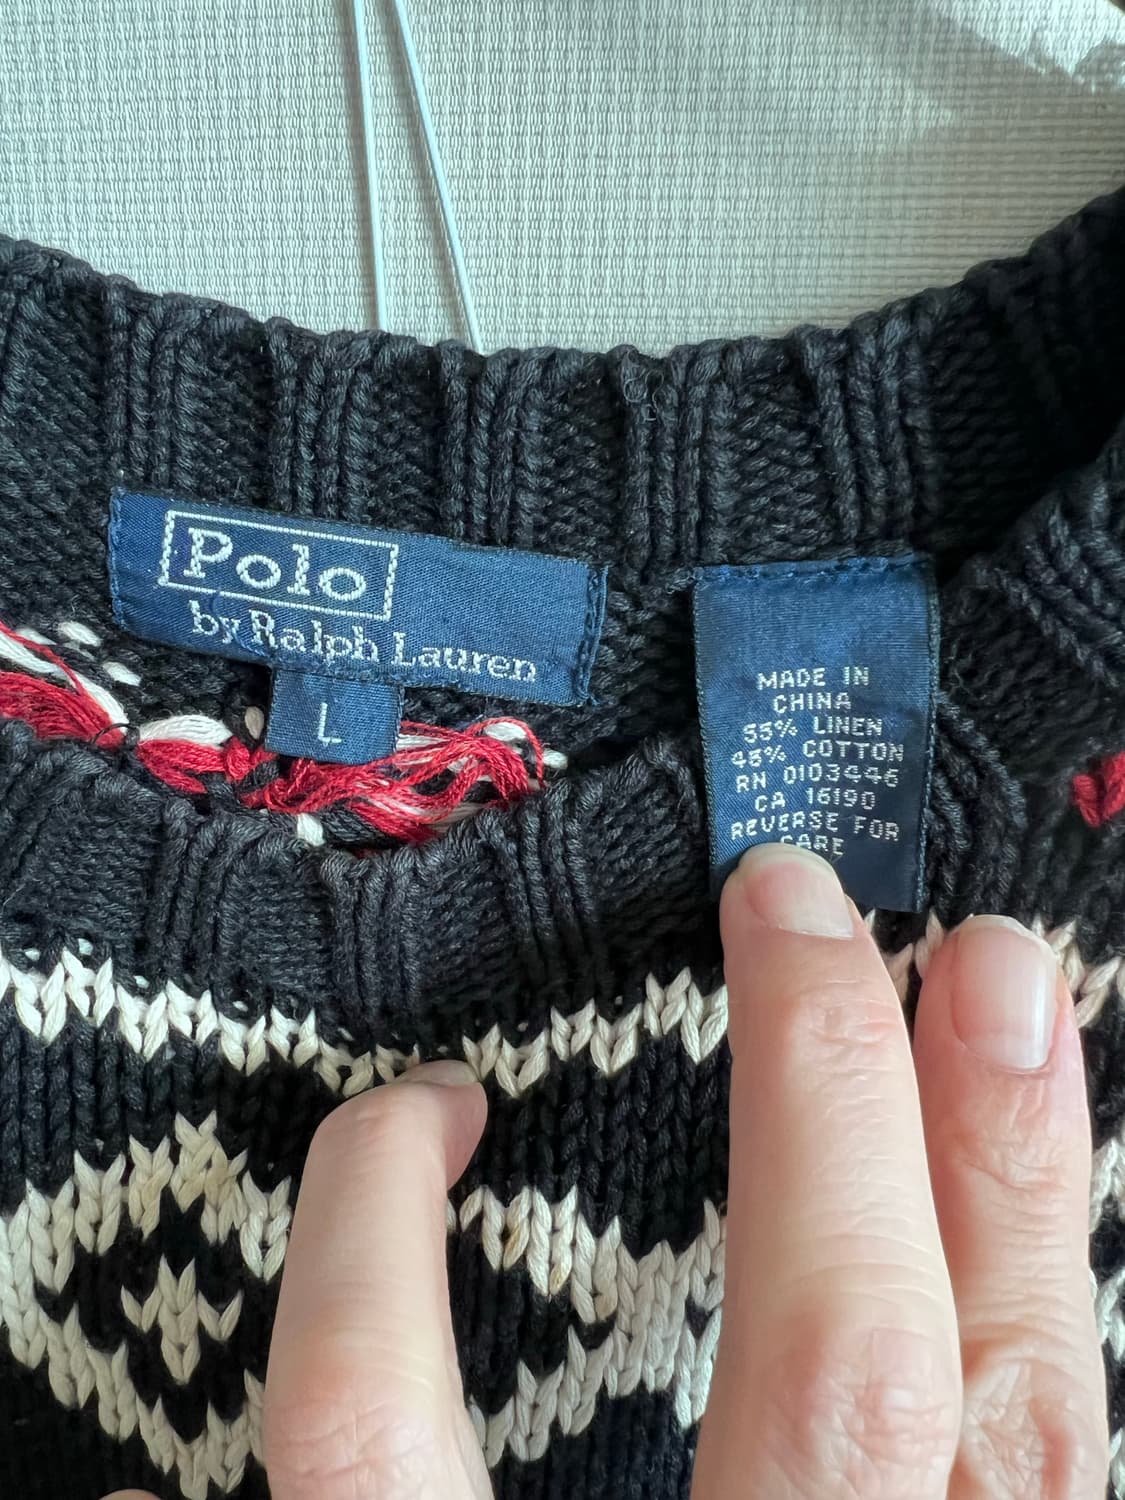 Polo
by Ralph Lauren
L
MADE IN
CHINA
55% LINEN
45% COTTON
RN 0103446
CA 16190
REVERSE FOR
CARE